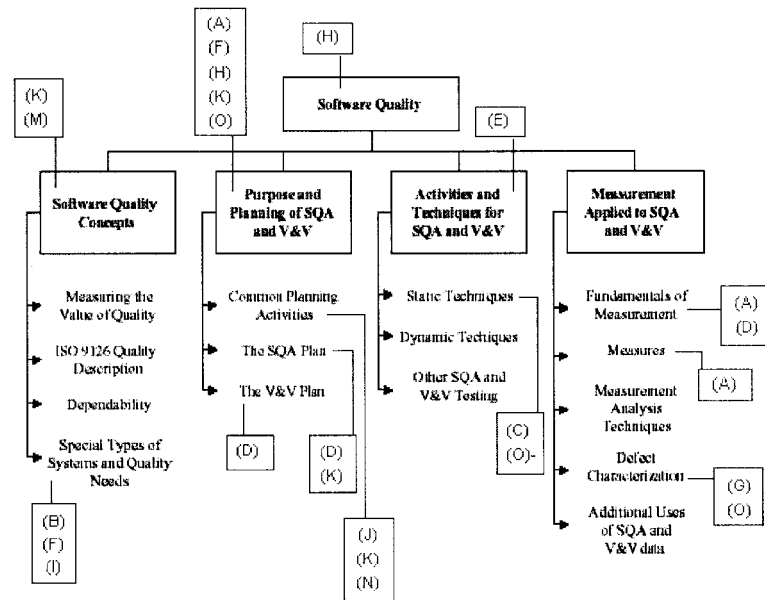 (H)
Software Quality
(A)
(F)
(H)
(K)
(O)
(K)
(M)
(E)
Software Quality
Concepts
Measuring the
Value of Quality
ISO 9126 Quality
Description
Dependability
Special Types of
Systems and Quality
Needs
(B)
(F)
(I)
Purpose and
Planning of SQA
and V&V
Common Planning
Activities
The SQA Plan
The V&V Plan
(D)
(D)
(K)
(J)
(K)
(N)
Activities and
Techniques for
SQA and V&V
Static Techniques
Dynamic Techiques
Other SQA and
V&V Testing
(C)
(O)-
Measurement
Applied to SQA
and V&V
Fundamentals of
Measurement
(A)
(D)
Measures
(A)
Measurement
Analysis
Techniques
Defect
Characterization
(G)
(O)
Additional Uses
of SQA and
V&V data